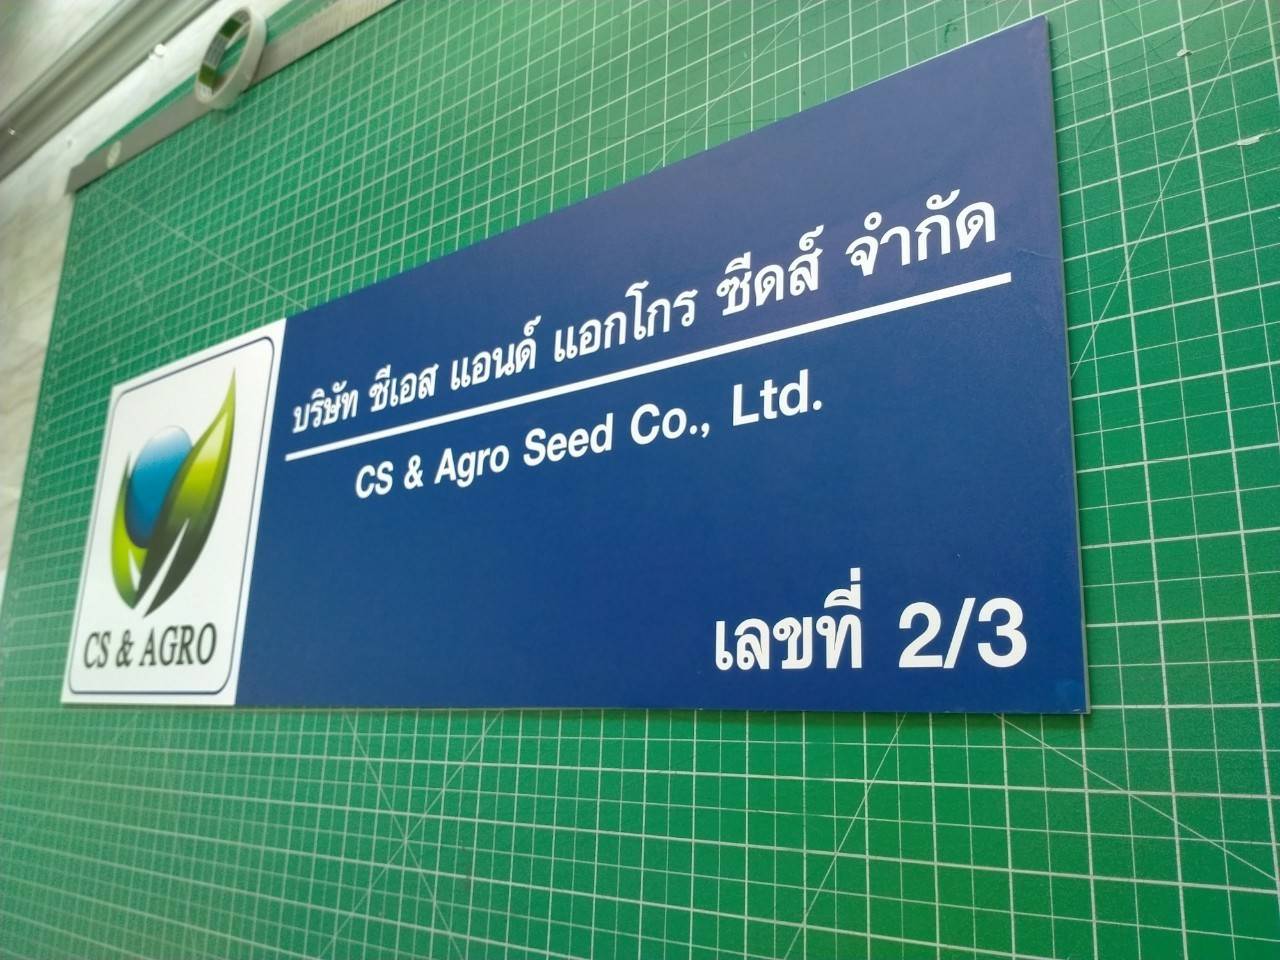 บริษัท ซีเอส แอนด์ แอกโกร ซีดส์ จำกัด
CS & Agro Seed Co., Ltd.
เลขที่ 2/3
CS & AGRO